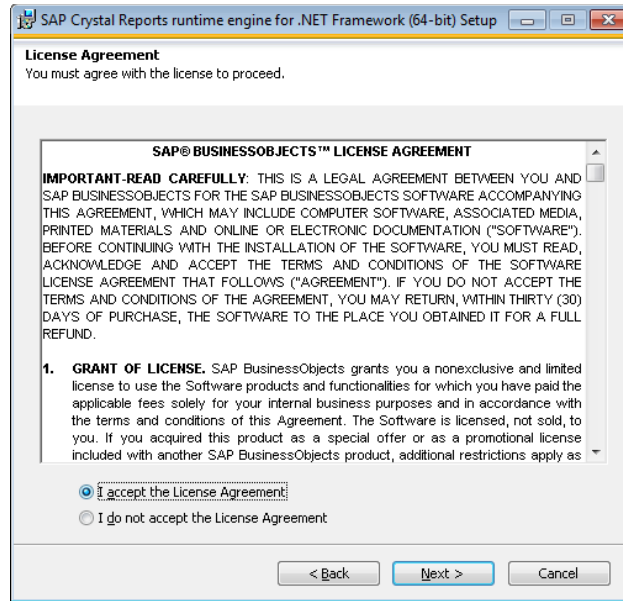 SAP Crystal Reports runtime engine for .NET Framework (64-bit) Setup
License Agreement
You must agree with the license to proceed.
SAP® BUSINESSOBJECTS™ LICENSE AGREEMENT
IMPORTANT-READ CAREFULLY: THIS IS A LEGAL AGREEMENT BETWEEN YOU AND
SAP BUSINESSOBJECTS FOR THE SAP BUSINESSOBJECTS SOFTWARE ACCOMPANYING
THIS AGREEMENT, WHICH MAY INCLUDE COMPUTER SOFTWARE, ASSOCIATED MEDIA,
PRINTED MATERIALS AND ONLINE OR ELECTRONIC DOCUMENTATION ("SOFTWARE").
BEFORE CONTINUING WITH THE INSTALLATION OF THE SOFTWARE, YOU MUST READ,
ACKNOWLEDGE AND ACCEPT THE TERMS AND CONDITIONS OF THE SOFTWARE
LICENSE AGREEMENT THAT FOLLOWS ("AGREEMENT"). IF YOU DO NOT ACCEPT THE
TERMS AND CONDITIONS OF THE AGREEMENT, YOU MAY RETURN, WITHIN THIRTY (30)
DAYS OF PURCHASE, THE SOFTWARE TO THE PLACE YOU OBTAINED IT FOR A FULL
REFUND.
1. GRANT OF LICENSE. SAP BusinessObjects grants you a nonexclusive and limited
license to use the Software products and functionalities for which you have paid the
applicable fees solely for your internal business purposes and in accordance with
the terms and conditions of this Agreement. The Software is licensed, not sold, to
you. If you acquired this product as a special offer or as a promotional license
included with another SAP BusinessObjects product, additional restrictions apply as
I accept the License Agreement
I do not accept the License Agreement
< Back
Next >
Cancel